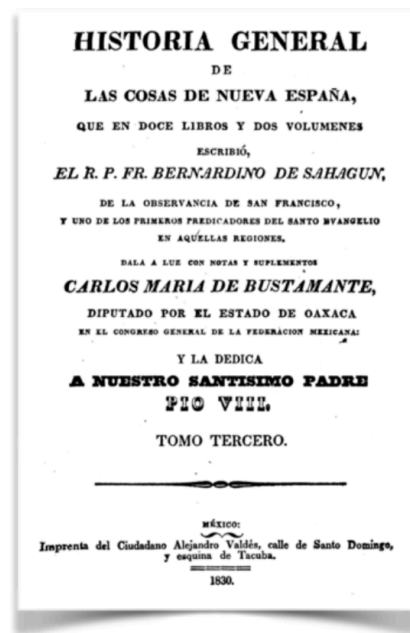 HISTORIA GENERAL
DE
LAS COSAS DE NUEVA ESPAÑA,
QUE EN DOCE LIBROS Y DOS VOLUMENES
ESCRIBIÓ,
EL R. P. FR. BERNARDINO DE SAHAGUN,
DE LA OBSERVANCIA DE SAN FRANCISCO,
Y UNO DE LOS PRIMEROS PREDICADORES DEL SANTO EVANGELIO
EN AQUELLAS REGIONES.
DALA A LUZ CON NOTAS Y SUPLEMENTOS
CARLOS MARIA DE BUSTAMANTE,
DIPUTADO POR EL ESTADO DE OAXACA
EN EL CONGRESO GENERAL DE LA FEDERACION MEXICANA:
Y LA DEDICA
A NUESTRO SANTISIMO PADRE
PIO VIII.
TOMO TERCERO.
MÉXICO:
Imprenta del Ciudadano Alejandro Valdés, calle de Santo Domingo,
y esquina de Tacuba.
1830.